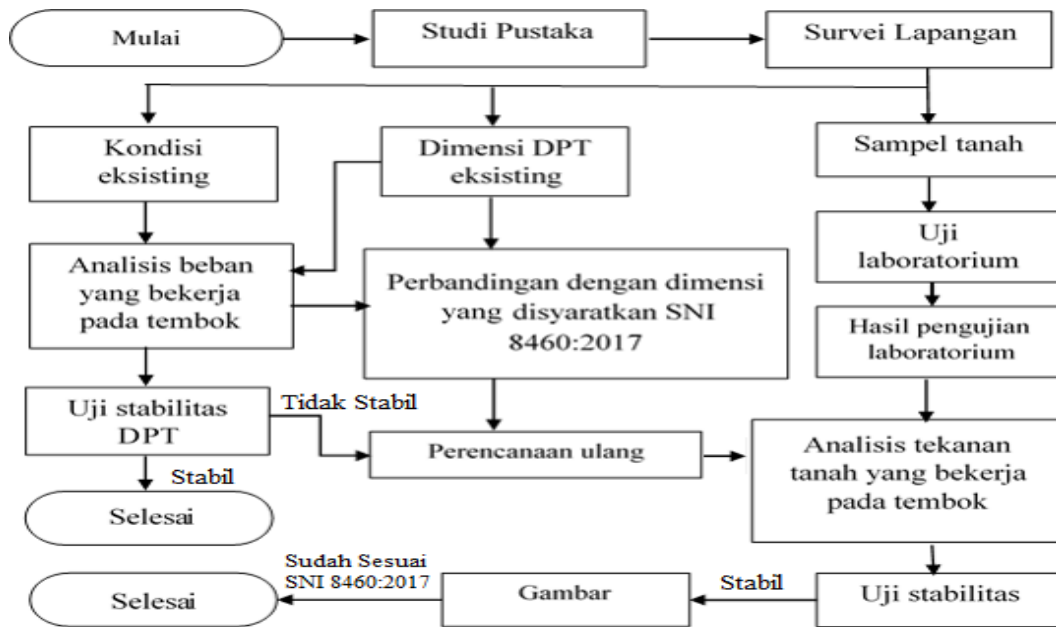 Mulai
Studi Pustaka
Survei Lapangan
Kondisi
eksisting
Dimensi DPT
eksisting
Sampel tanah
Uji
laboratorium
Analisis beban
yang bekerja
pada tembok
Perbandingan dengan dimensi
yang disyaratkan SNI
8460:2017
Hasil pengujian
laboratorium
Uji stabilitas
DPT
Tidak Stabil
Perencanaan ulang
Analisis tekanan
tanah yang bekerja
pada tembok
Stabil
Selesai
Uji stabilitas
Stabil
Gambar
Sudah Sesuai
SNI 8460:2017
Selesai